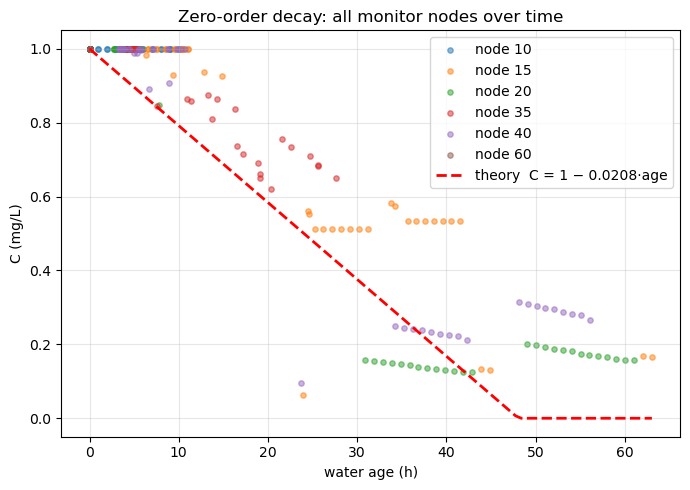 Zero-order decay: all monitor nodes over time
C (mg/L)
1.0
0.8
0.6
0.4
0.2
0.0
node 10
node 15
node 20
node 35
node 40
node 60
theory  C = 1 − 0.0208·age
0 10 20 30 40 50 60
water age (h)